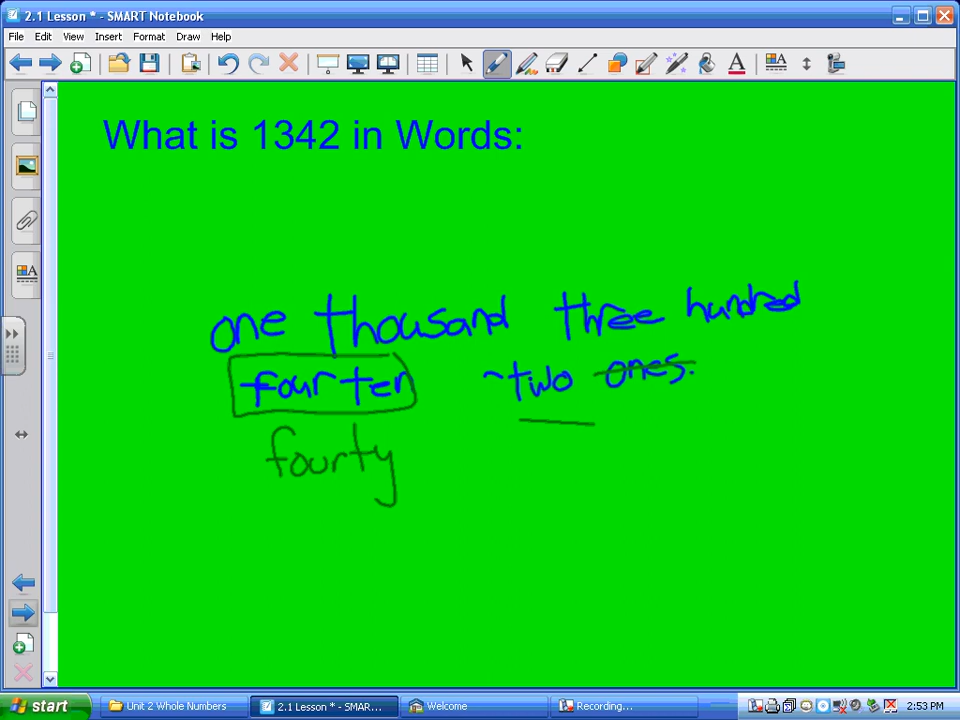 2.1 Lesson * - SMART Notebook
File Edit View Insert Format Draw Help
What is 1342 in Words:
one thousand three hundred
four ten ~two ones.
fourty
start Unit 2 Whole Numbers 2.1 Lesson * - SMAR... Welcome Recording... 2:53 PM